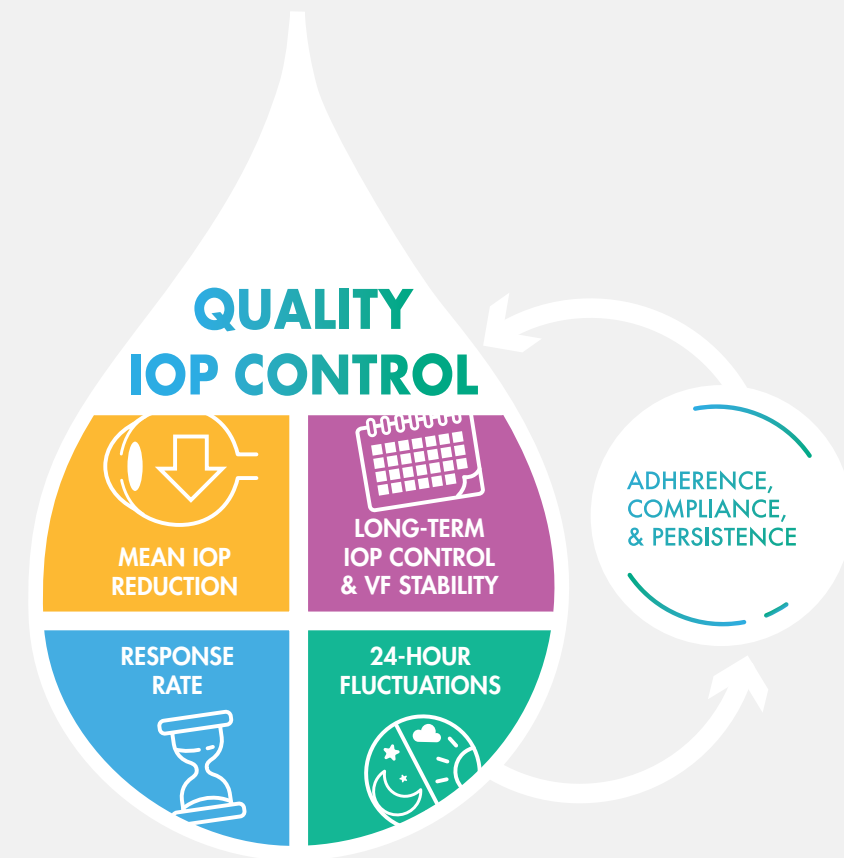 QUALITY
IOP CONTROL
MEAN IOP
REDUCTION
LONG-TERM
IOP CONTROL
& VF STABILITY
RESPONSE
RATE
24-HOUR
FLUCTUATIONS
ADHERENCE,
COMPLIANCE,
& PERSISTENCE